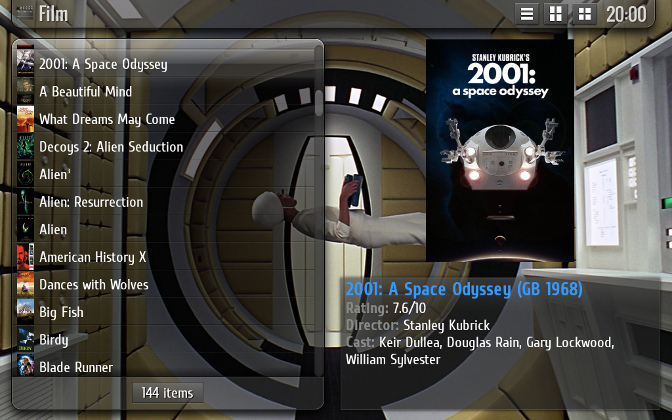 Film
20:00
2001: A Space Odyssey
A Beautiful Mind
What Dreams May Come
Decoys 2: Alien Seduction
Alien³
Alien: Resurrection
Alien
American History X
Dances with Wolves
Big Fish
Birdy
Blade Runner
144 items
STANLEY KUBRICK'S
2001:
a space odyssey
2001: A Space Odyssey (GB 1968)
Rating: 7.6/10
Director: Stanley Kubrick
Cast: Keir Dullea, Douglas Rain, Gary Lockwood,
William Sylvester